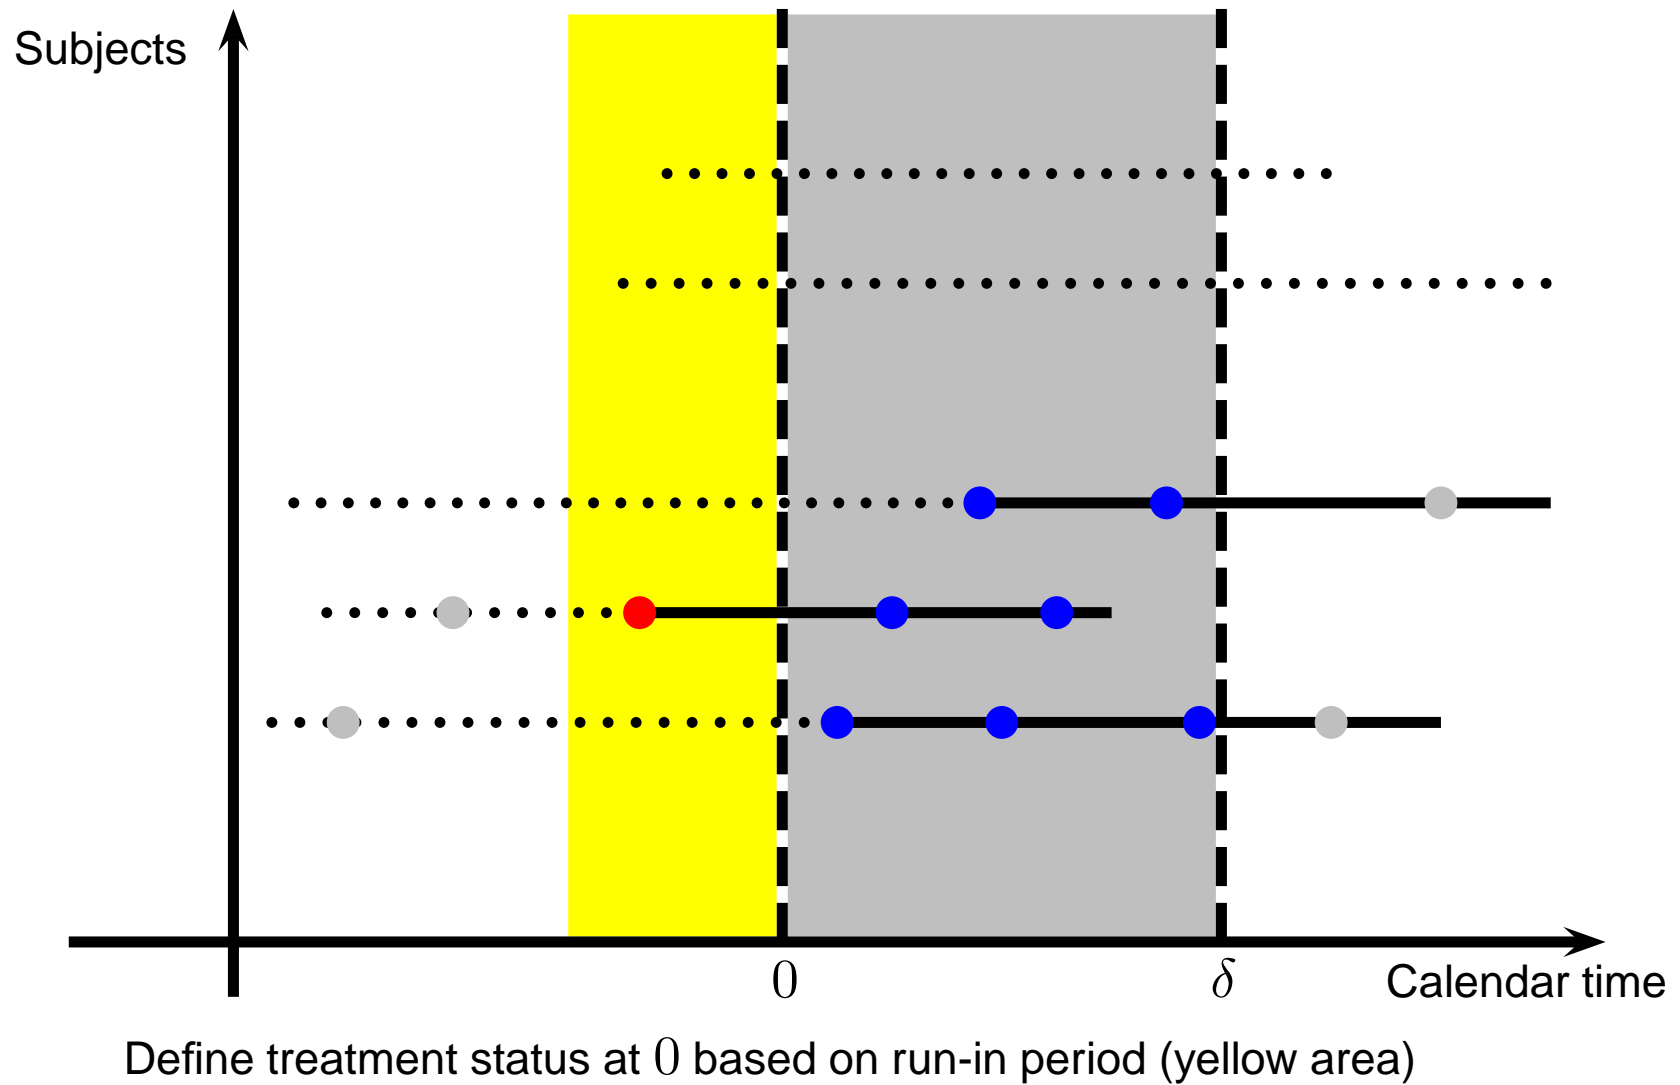 Subjects
0
δ
Calendar time
Define treatment status at 0 based on run-in period (yellow area)